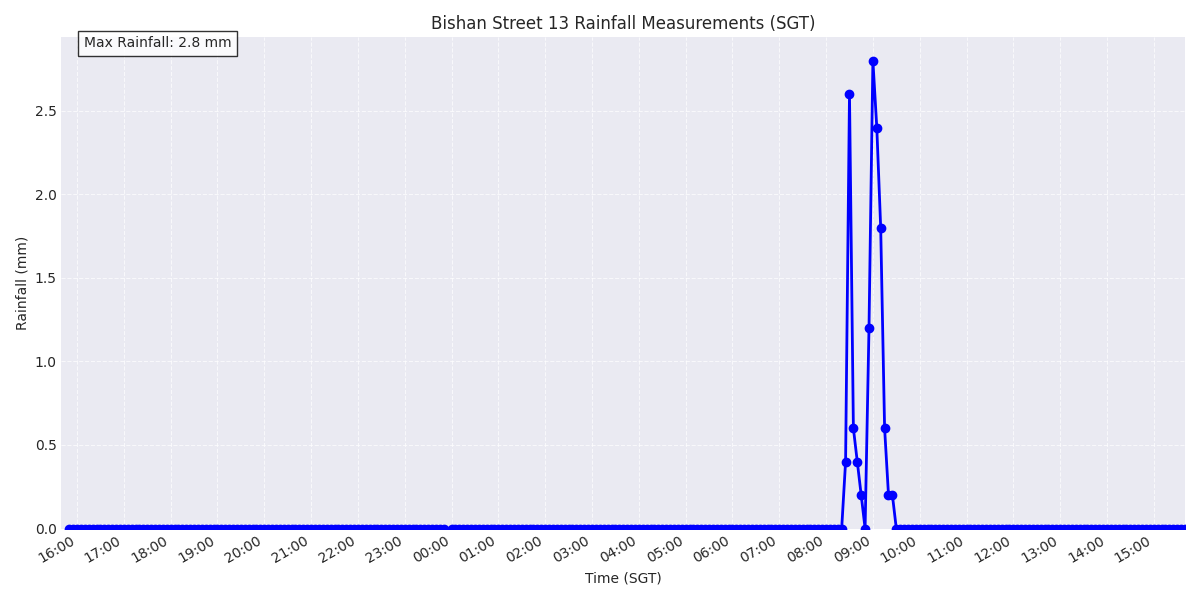 Bishan Street 13 Rainfall Measurements (SGT)
Max Rainfall: 2.8 mm
Rainfall (mm)
2.5
2.0
1.5
1.0
0.5
0.0
16:00 17:00 18:00 19:00 20:00 21:00 22:00 23:00 00:00 01:00 02:00 03:00 04:00 05:00 06:00 07:00 08:00 09:00 10:00 11:00 12:00 13:00 14:00 15:00
Time (SGT)